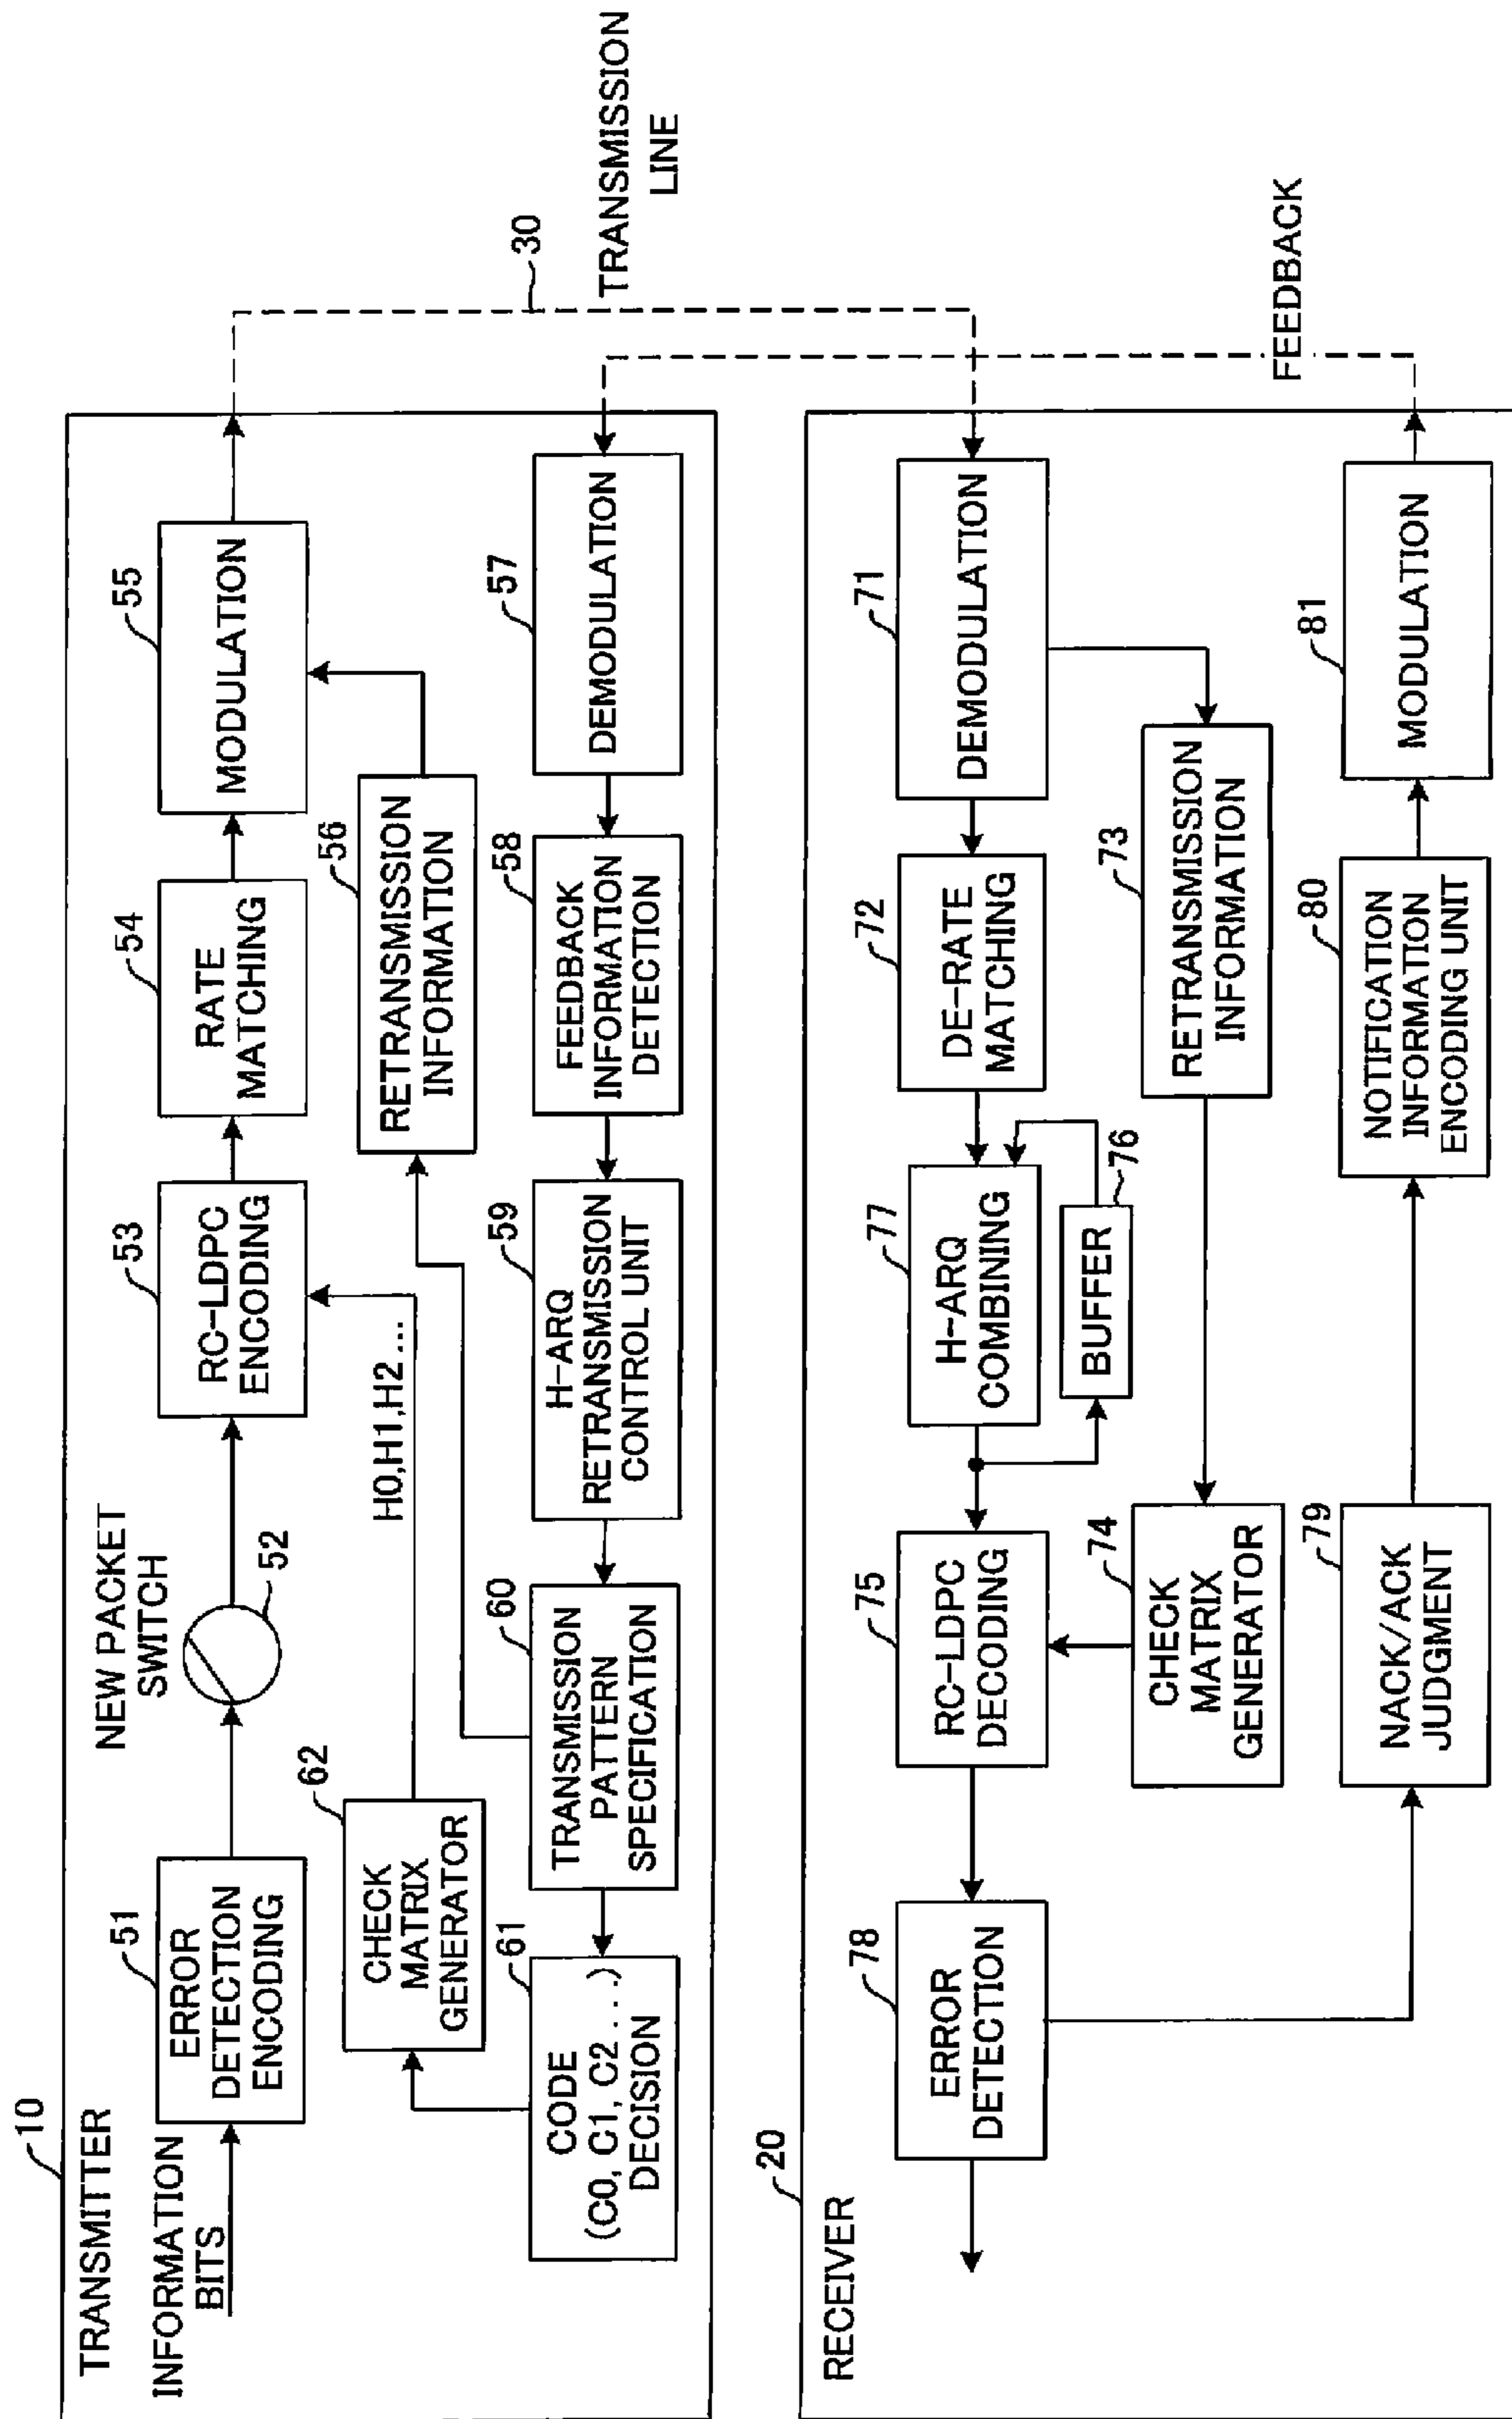 10
TRANSMITTER
INFORMATION
BITS
51
ERROR
DETECTION
ENCODING
NEW PACKET
SWITCH
52
53
RC-LDPC
ENCODING
54
RATE
MATCHING
55
MODULATION
56
RETRANSMISSION
INFORMATION
H0,H1,H2...
62
CHECK
MATRIX
GENERATOR
61
CODE
(C0, C1, C2....)
DECISION
60
TRANSMISSION
PATTERN
SPECIFICATION
59
H-ARQ
RETRANSMISSION
CONTROL UNIT
58
FEEDBACK
INFORMATION
DETECTION
57
DEMODULATION
30
TRANSMISSION
LINE
FEEDBACK
20
RECEIVER
78
ERROR
DETECTION
75
RC-LDPC
DECODING
77
H-ARQ
COMBINING
76
BUFFER
72
DE-RATE
MATCHING
71
DEMODULATION
73
RETRANSMISSION
INFORMATION
74
CHECK
MATRIX
GENERATOR
79
NACK/ACK
JUDGMENT
80
NOTIFICATION
INFORMATION
ENCODING UNIT
81
MODULATION